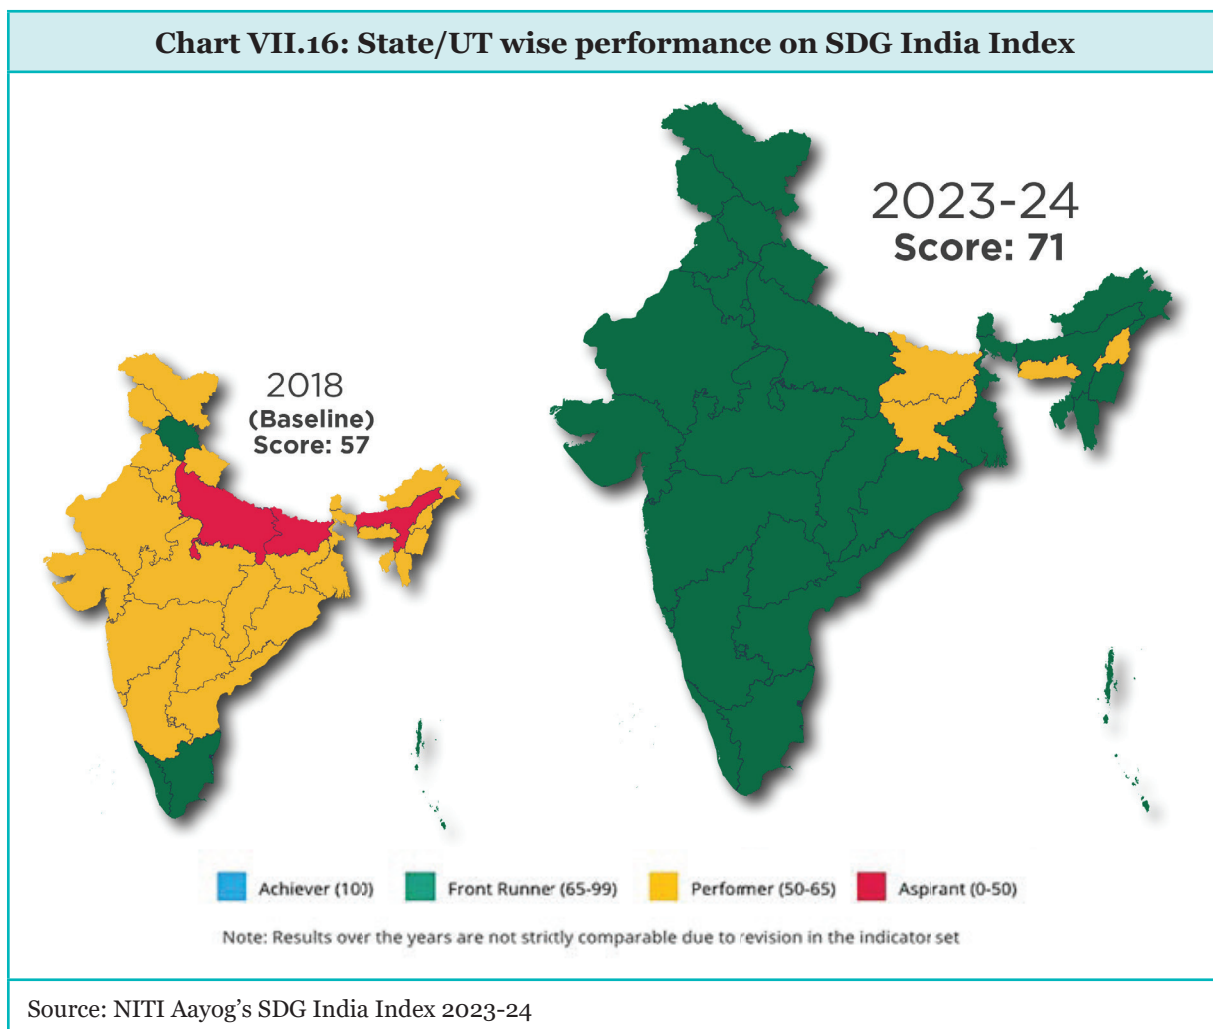 Chart VII.16: State/UT wise performance on SDG India Index
2023-24
Score: 71
2018
(Baseline)
Score: 57
Achiever (100)
Front Runner (65-99)
Performer (50-65)
Aspirant (0-50)
Note: Results over the years are not strictly comparable due to revision in the indicator set
Source: NITI Aayog’s SDG India Index 2023-24